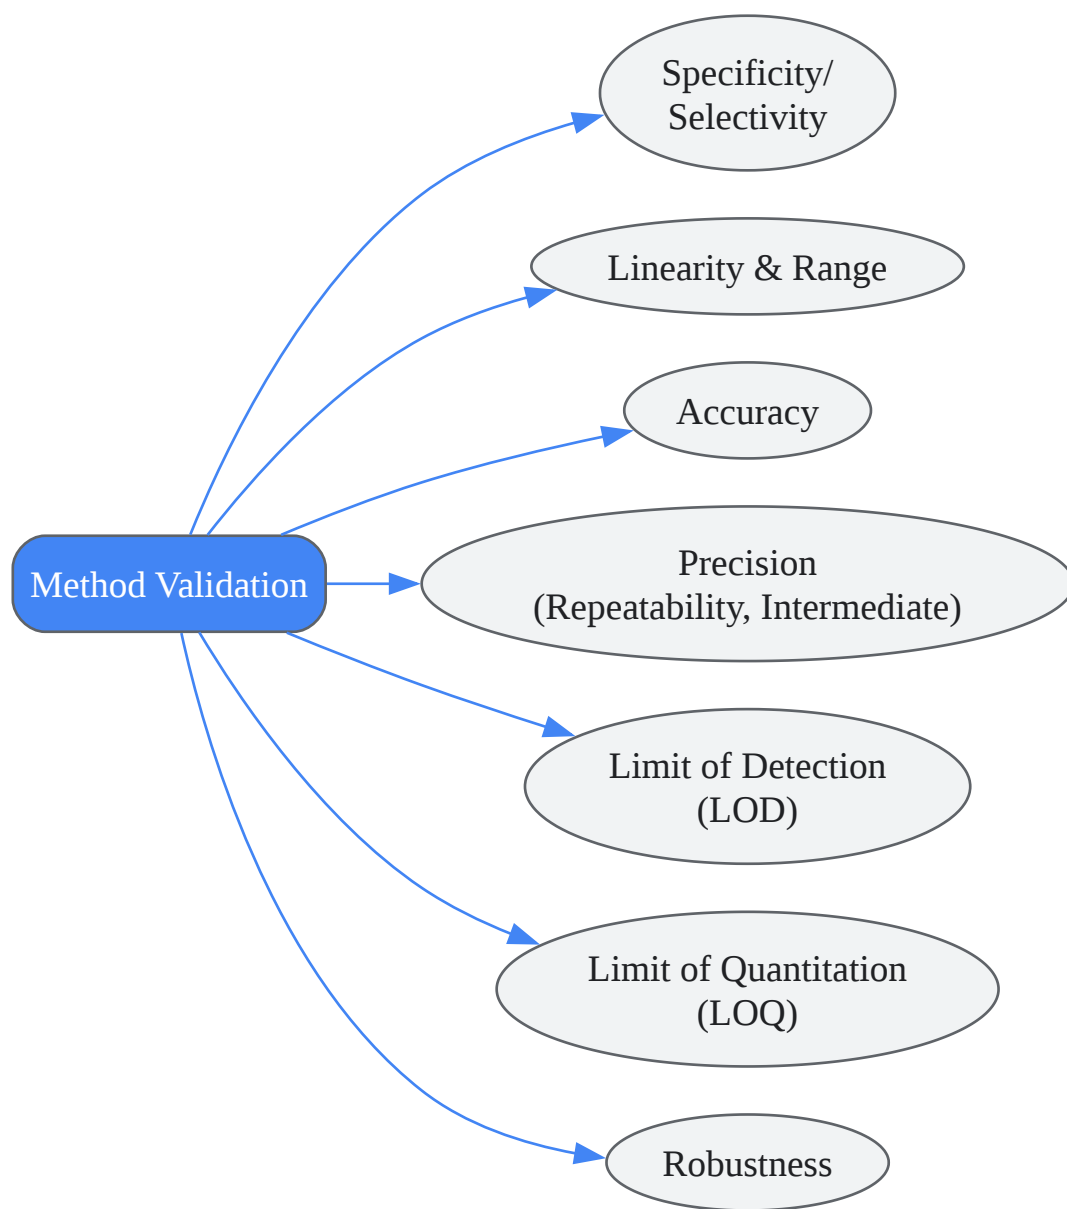 Specificity/
Selectivity
Linearity & Range
Accuracy
Method Validation
Precision
(Repeatability, Intermediate)
Limit of Detection
(LOD)
Limit of Quantitation
(LOQ)
Robustness